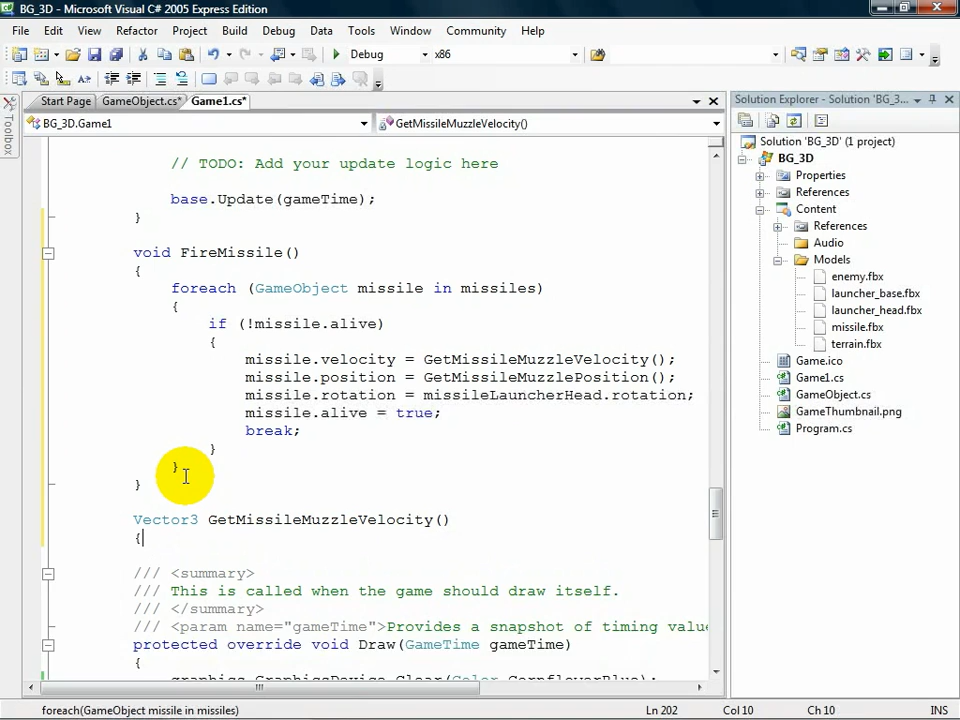 BG_3D - Microsoft Visual C# 2005 Express Edition
File Edit View Refactor Project Build Debug Data Tools Window Community Help
Debug x86
Start Page GameObject.cs* Game1.cs*
Toolbox
BG_3D.Game1 GetMissileMuzzleVelocity()
// TODO: Add your update logic here
base.Update(gameTime);
}
void FireMissile()
{
foreach (GameObject missile in missiles)
{
if (!missile.alive)
{
missile.velocity = GetMissileMuzzleVelocity();
missile.position = GetMissileMuzzlePosition();
missile.rotation = missileLauncherHead.rotation;
missile.alive = true;
break;
}
}
}
Vector3 GetMissileMuzzleVelocity()
{
/// <summary>
/// This is called when the game should draw itself.
/// </summary>
/// <param name="gameTime">Provides a snapshot of timing value
protected override void Draw(GameTime gameTime)
{
graphics.GraphicsDevice.Clear(Color.CornflowerBlue);
Solution Explorer - Solution 'BG_3...
Solution 'BG_3D' (1 project)
BG_3D
Properties
References
Content
References
Audio
Models
enemy.fbx
launcher_base.fbx
launcher_head.fbx
missile.fbx
terrain.fbx
Game.ico
Game1.cs
GameObject.cs
GameThumbnail.png
Program.cs
foreach(GameObject missile in missiles) Ln 202 Col 10 Ch 10 INS